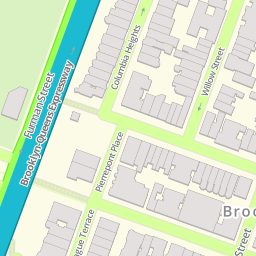 Columbia Heights
Willow Street
Furman Street
Brooklyn-Queens Expressway
Pierrepont Place
Broo
gue Terrace
Street